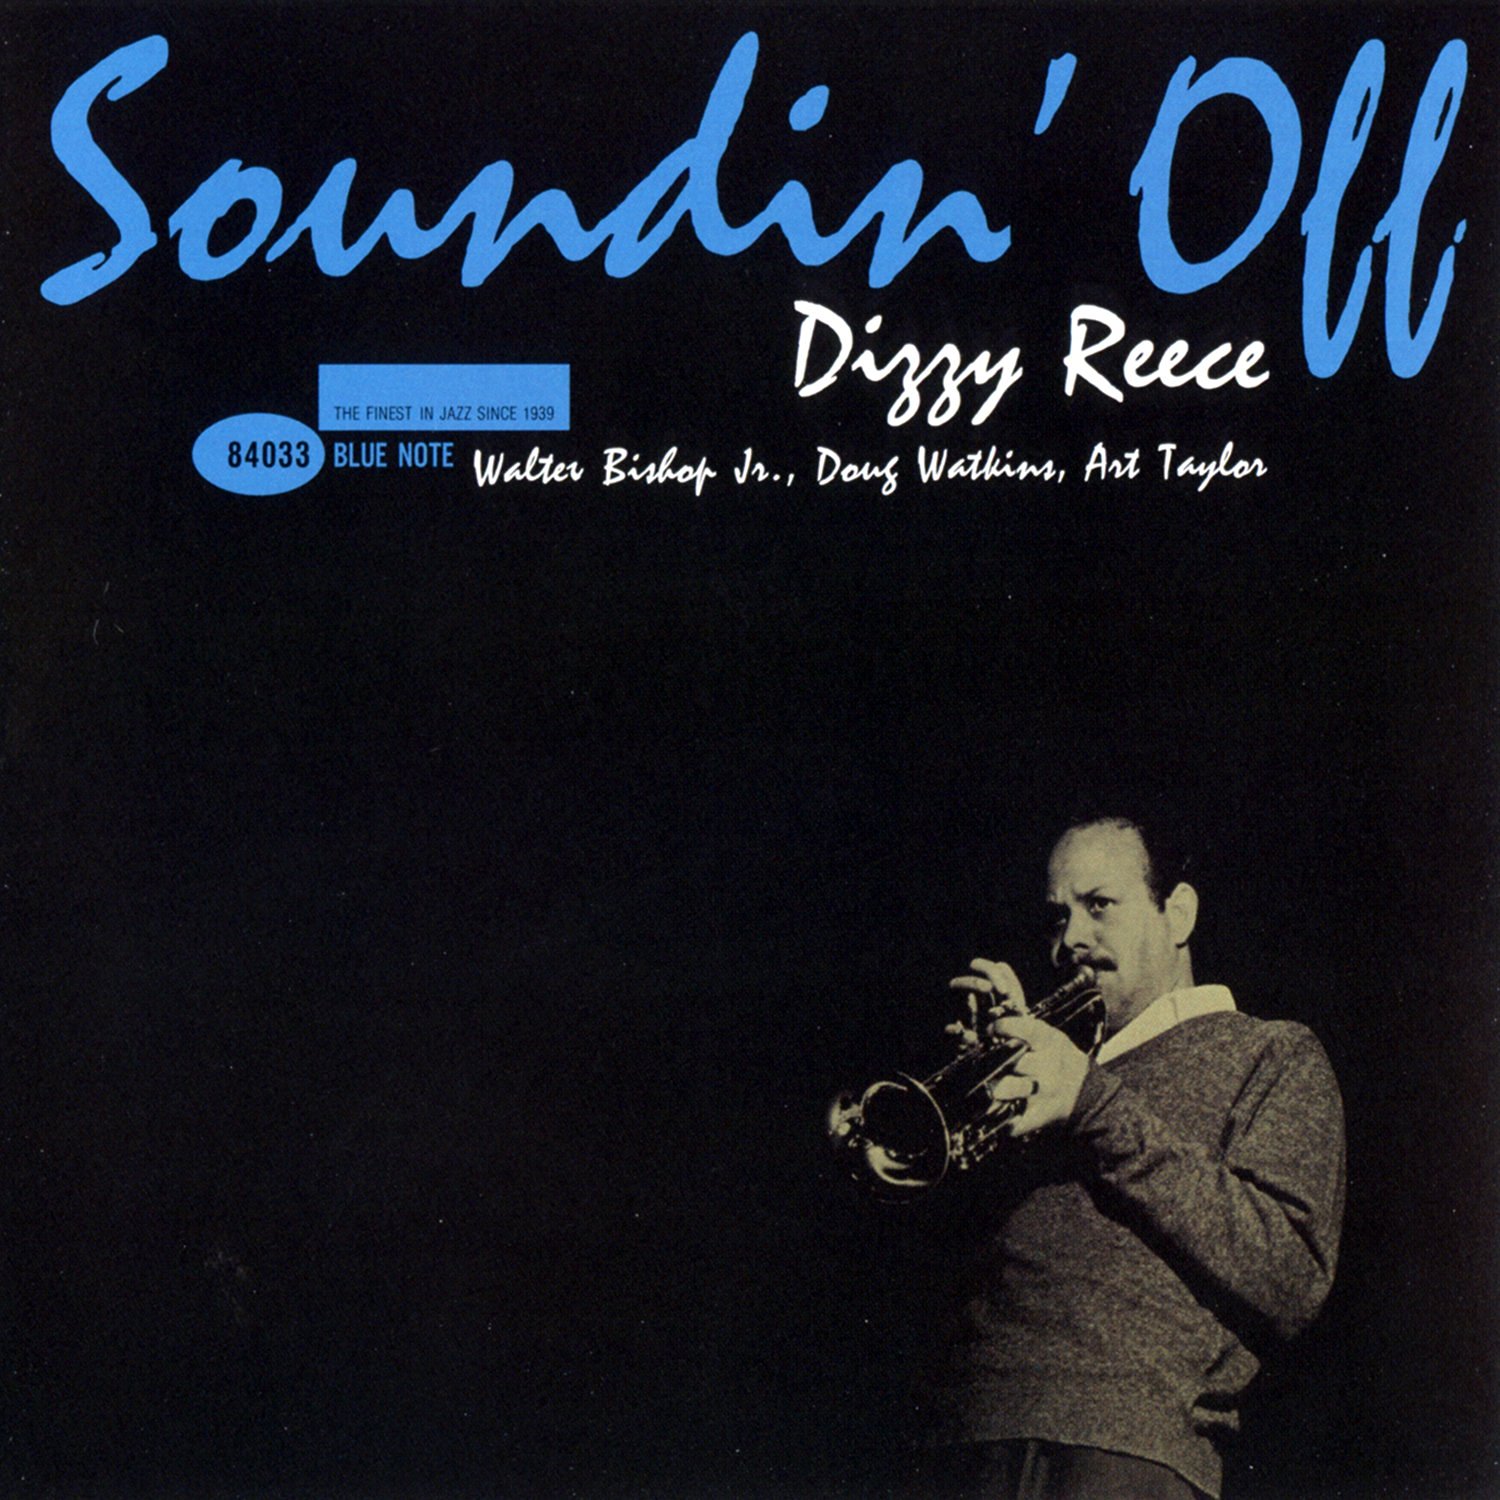 Soundin' Off
Dizzy Reece
THE FINEST IN JAZZ SINCE 1939
84033 BLUE NOTE
Walter Bishop Jr., Doug Watkins, Art Taylor